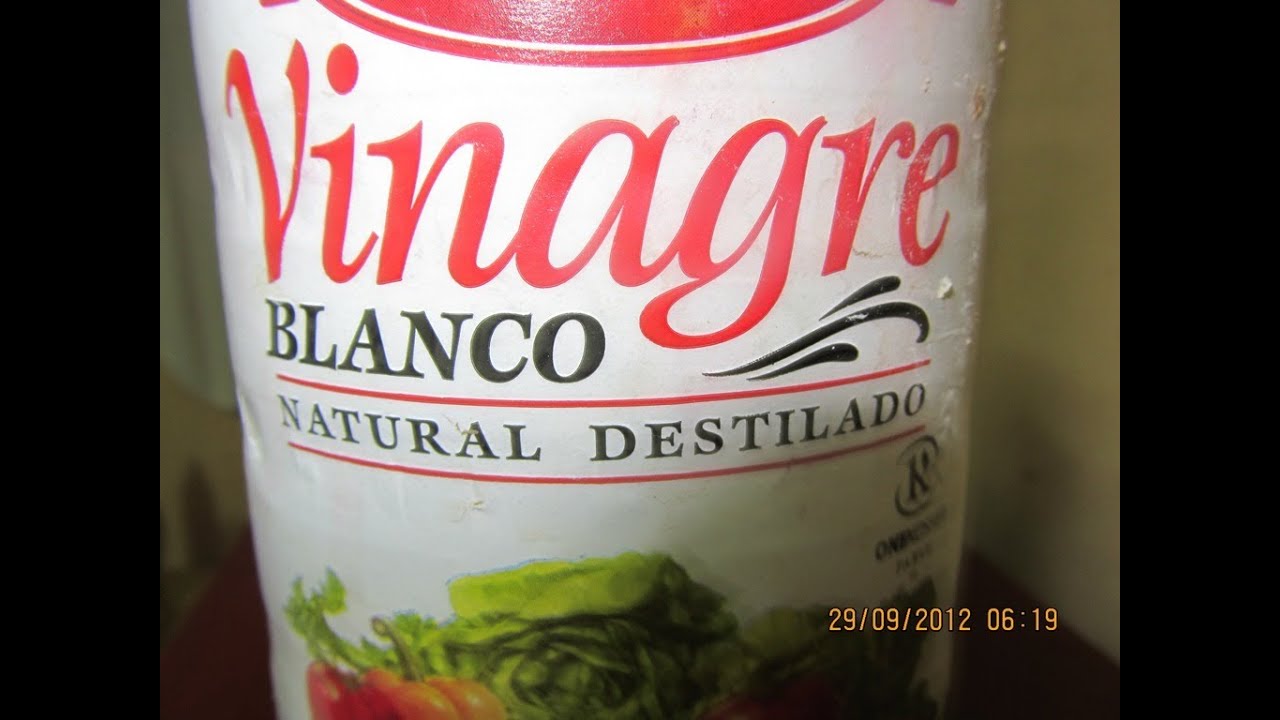 Vinagre
BLANCO
NATURAL DESTILADO
K
29/09/2012 06:19